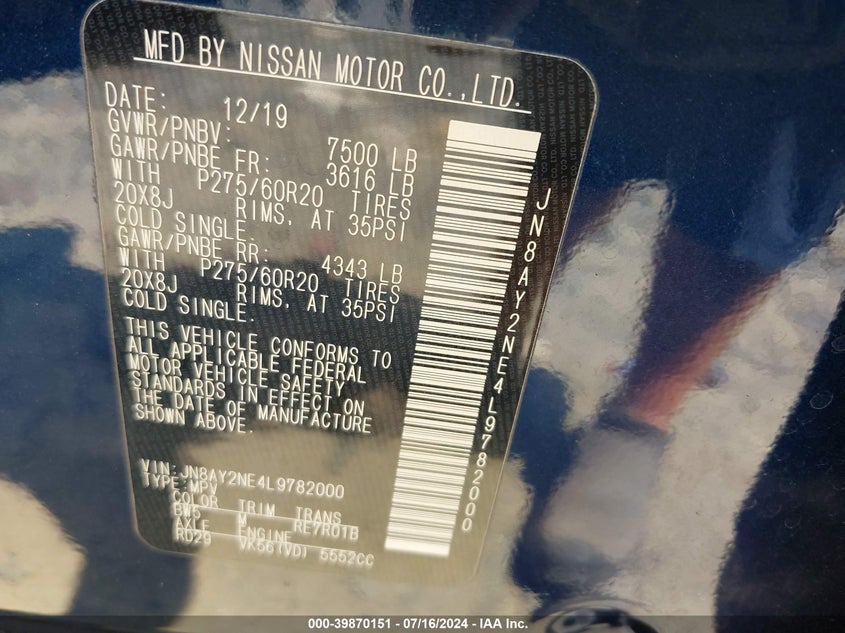 MFD BY NISSAN MOTOR CO.,LTD.
DATE: 12/19
GVWR/PNBV: 7500 LB
GAWR/PNBE FR: 3616 LB
WITH P275/60R20 TIRES
20X8J RIMS, AT 35PSI
COLD SINGLE.
GAWR/PNBE RR: 4343 LB
WITH P275/60R20 TIRES
20X8J RIMS, AT 35PSI
COLD SINGLE.
THIS VEHICLE CONFORMS TO
ALL APPLICABLE FEDERAL
MOTOR VEHICLE SAFETY
STANDARDS IN EFFECT ON
THE DATE OF MANUFACTURE
SHOWN ABOVE.
VIN:JN8AY2NE4L9782000
TYPE:MPV
COLOR TRIM TRANS
BW5 M RE7R01B
AXLE ENGINE
RD29 VK56(VD) 5552CC
JN8AY2NE4L9782000
000-39870151 - 07/16/2024 - IAA Inc.